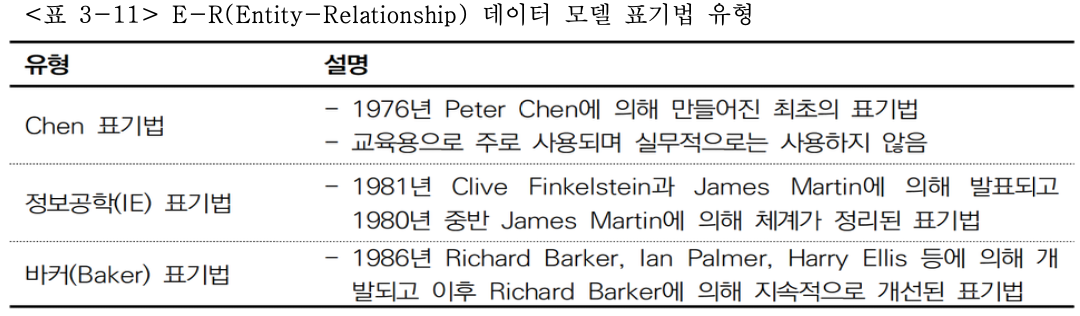 <표 3-11> E-R(Entity-Relationship) 데이터 모델 표기법 유형
유형 설명
Chen 표기법
- 1976년 Peter Chen에 의해 만들어진 최초의 표기법
- 교육용으로 주로 사용되며 실무적으로는 사용하지 않음
정보공학(IE) 표기법
- 1981년 Clive Finkelstein과 James Martin에 의해 발표되고
1980년 중반 James Martin에 의해 체계가 정리된 표기법
바커(Baker) 표기법
- 1986년 Richard Barker, Ian Palmer, Harry Ellis 등에 의해 개
발되고 이후 Richard Barker에 의해 지속적으로 개선된 표기법